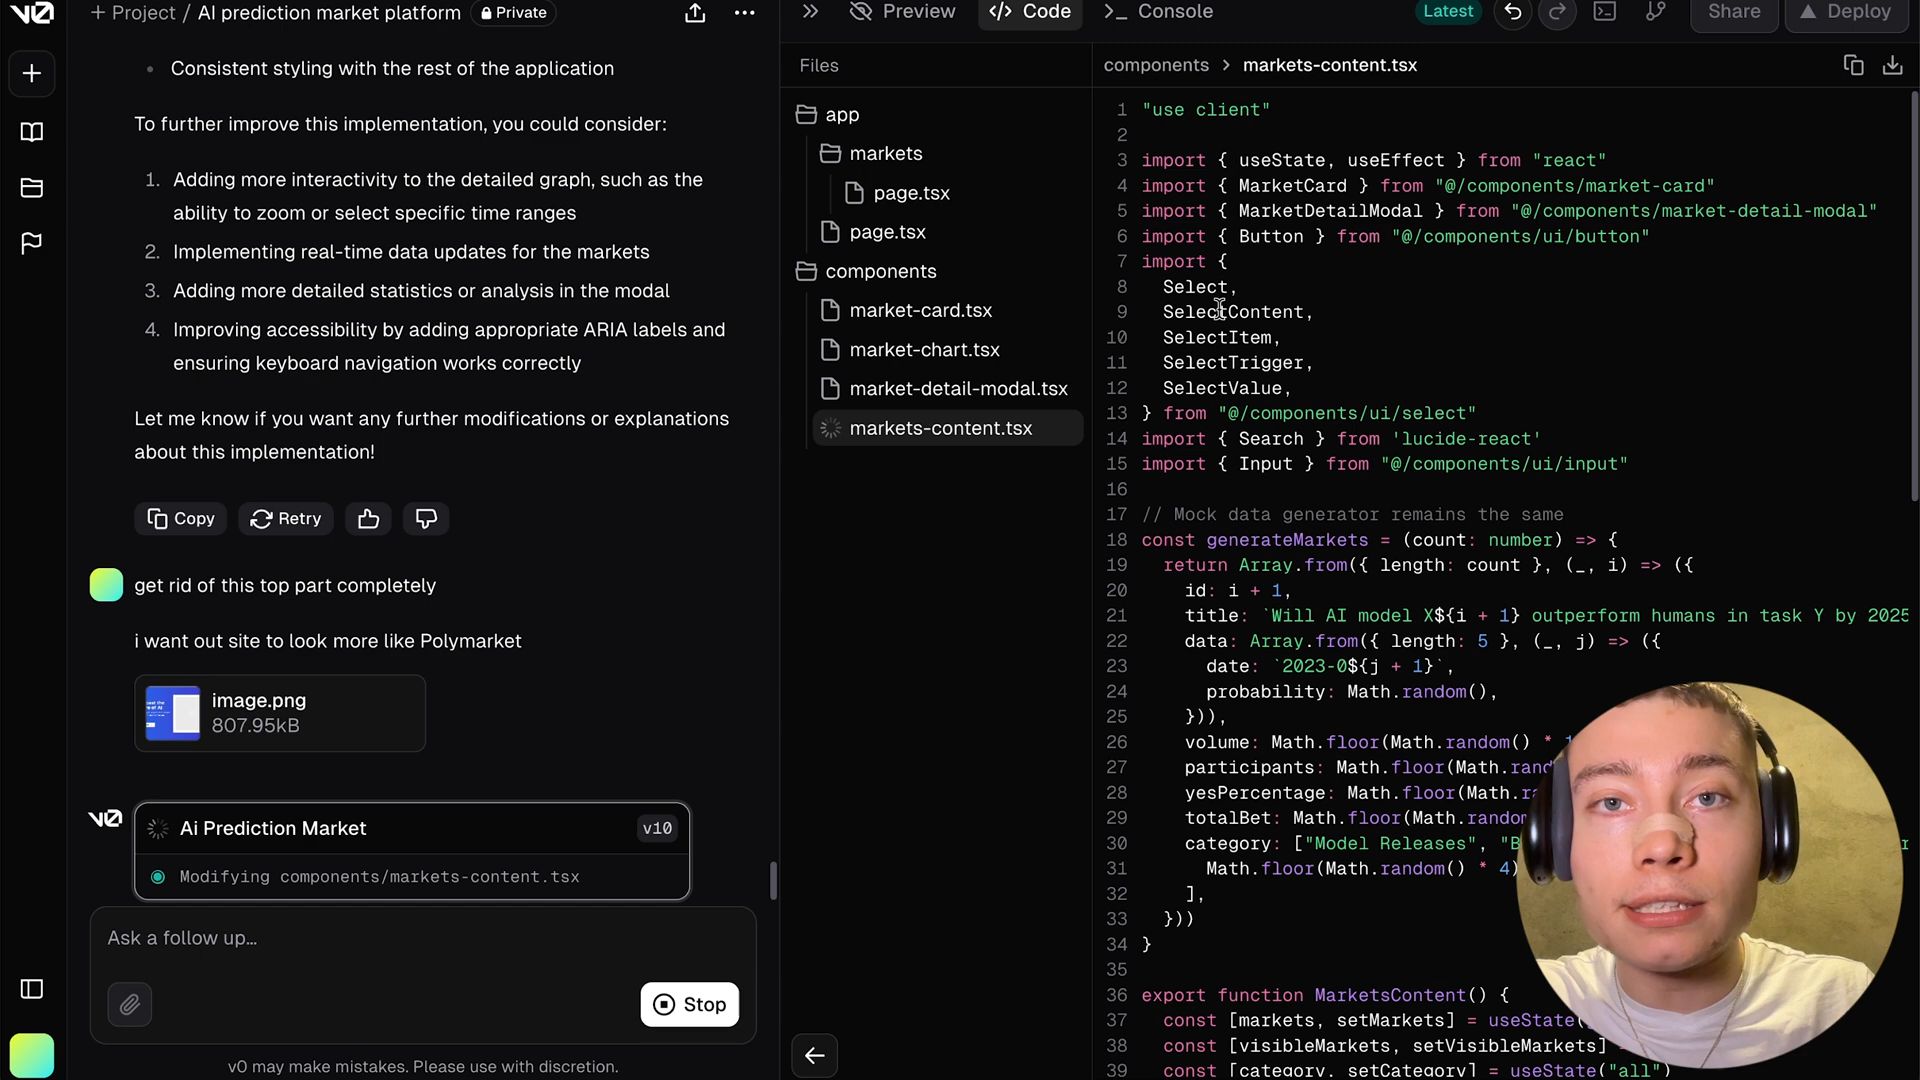 v0
+ Project / AI prediction market platform Private
Preview Code Console Latest Share Deploy
• Consistent styling with the rest of the application
To further improve this implementation, you could consider:
1. Adding more interactivity to the detailed graph, such as the
ability to zoom or select specific time ranges
2. Implementing real-time data updates for the markets
3. Adding more detailed statistics or analysis in the modal
4. Improving accessibility by adding appropriate ARIA labels and
ensuring keyboard navigation works correctly
Let me know if you want any further modifications or explanations
about this implementation!
Copy Retry
get rid of this top part completely
i want out site to look more like Polymarket
image.png
807.95kB
v0
Ai Prediction Market v10
Modifying components/markets-content.tsx
Ask a follow up...
Stop
v0 may make mistakes. Please use with discretion.
Files
app
markets
page.tsx
page.tsx
components
market-card.tsx
market-chart.tsx
market-detail-modal.tsx
markets-content.tsx
components > markets-content.tsx
1 "use client"
2
3 import { useState, useEffect } from "react"
4 import { MarketCard } from "@/components/market-card"
5 import { MarketDetailModal } from "@/components/market-detail-modal"
6 import { Button } from "@/components/ui/button"
7 import {
8 Select,
9 SelectContent,
10 SelectItem,
11 SelectTrigger,
12 SelectValue,
13 } from "@/components/ui/select"
14 import { Search } from 'lucide-react'
15 import { Input } from "@/components/ui/input"
16
17 // Mock data generator remains the same
18 const generateMarkets = (count: number) => {
19 return Array.from({ length: count }, (_, i) => ({
20 id: i + 1,
21 title: `Will AI model X${i + 1} outperform humans in task Y by 2025
22 data: Array.from({ length: 5 }, (_, j) => ({
23 date: `2023-0${j + 1}`,
24 probability: Math.random(),
25 })),
26 volume: Math.floor(Math.random() *
27 participants: Math.floor(Math.rand
28 yesPercentage: Math.floor(Math.ra
29 totalBet: Math.floor(Math.random
30 category: ["Model Releases", "B
31 Math.floor(Math.random() * 4)
32 ],
33 }))
34 }
35
36 export function MarketsContent() {
37 const [markets, setMarkets] = useState
38 const [visibleMarkets, setVisibleMarkets] =
39 const [category, setCategory] = useState("all")